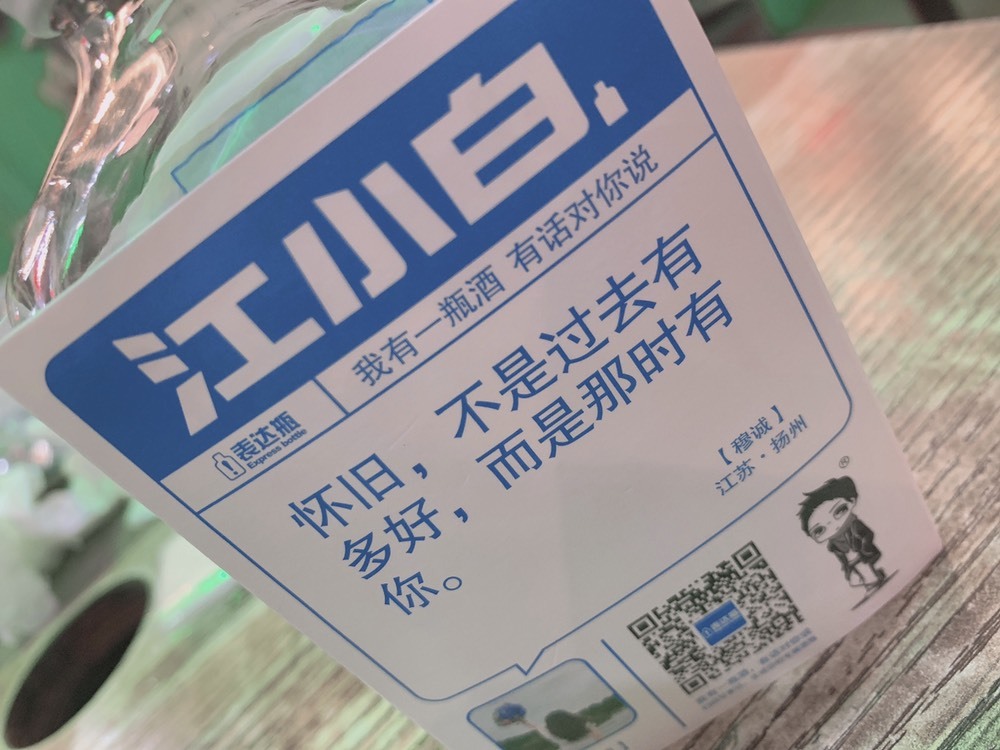 江小白
我有一瓶酒 有话对你说
表达瓶
Express bottle
怀旧，不是过去有
多好，而是那时有
你。
【穆诚】
江苏·扬州
®